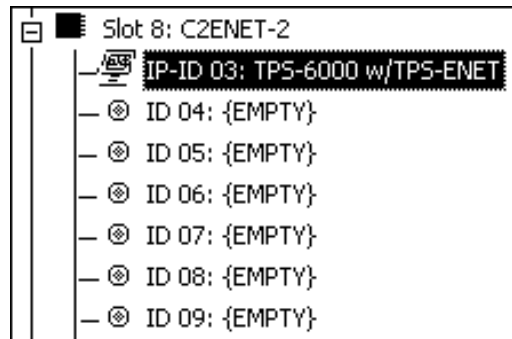 Slot 8: C2ENET-2
IP-ID 03: TPS-6000 w/TPS-ENET
ID 04: {EMPTY}
ID 05: {EMPTY}
ID 06: {EMPTY}
ID 07: {EMPTY}
ID 08: {EMPTY}
ID 09: {EMPTY}